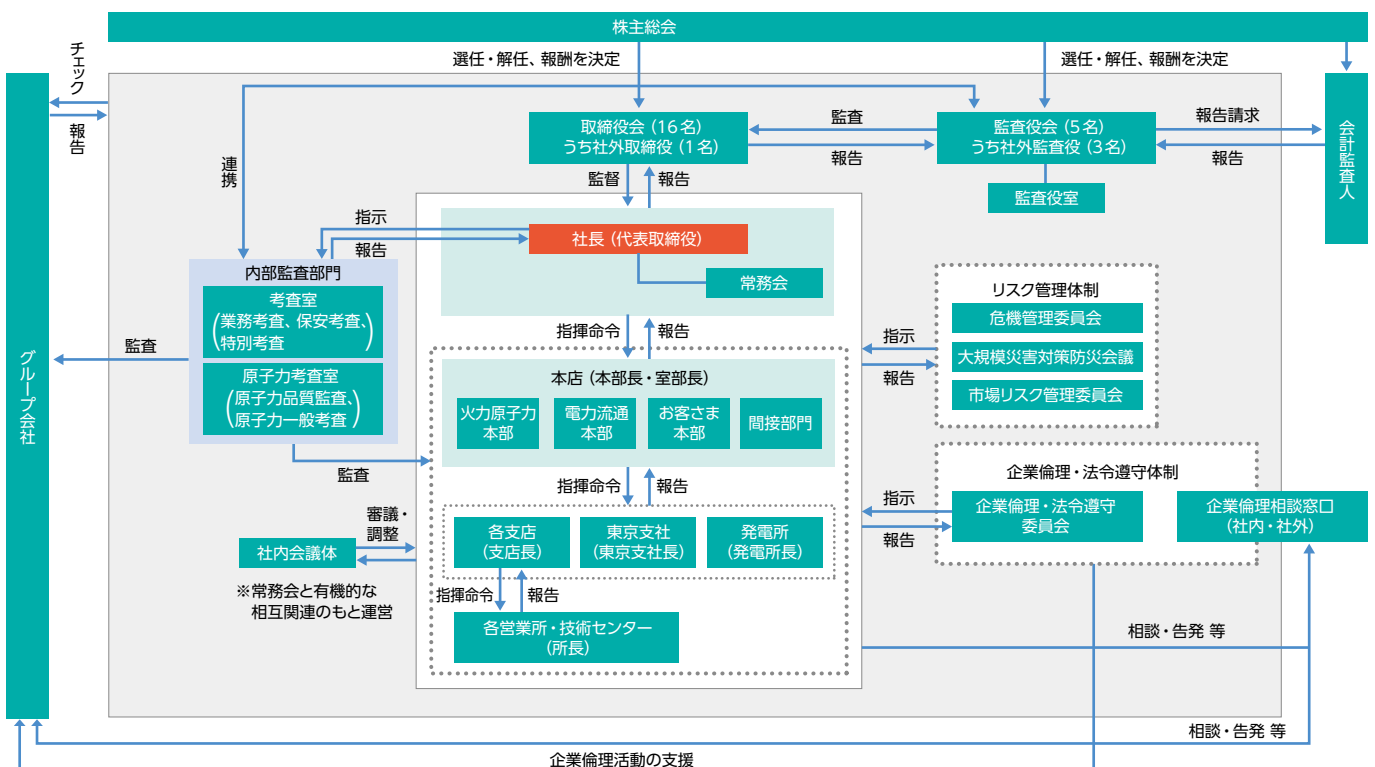 株主総会
チェック
報告
選任・解任、報酬を決定
選任・解任、報酬を決定
取締役会（16名）
うち社外取締役（1名）
監査
報告
監査役会（5名）
うち社外監査役（3名）
報告請求
報告
会計監査人
監査役室
連携
監督
報告
指示
報告
社長（代表取締役）
常務会
内部監査部門
考査室
（業務考査、保安考査、
特別考査）
原子力考査室
（原子力品質監査、
原子力一般考査）
監査
グループ会社
監査
指揮命令
報告
リスク管理体制
危機管理委員会
大規模災害対策防災会議
市場リスク管理委員会
指示
報告
本店（本部長・室部長）
火力原子力
本部
電力流通
本部
お客さま
本部
間接部門
指揮命令
報告
企業倫理・法令遵守体制
企業倫理・法令遵守
委員会
企業倫理相談窓口
（社内・社外）
指示
報告
各支店
（支店長）
東京支社
（東京支社長）
発電所
（発電所長）
審議・
調整
社内会議体
※常務会と有機的な
相互関連のもと運営
指揮命令
報告
各営業所・技術センター
（所長）
相談・告発 等
相談・告発 等
企業倫理活動の支援